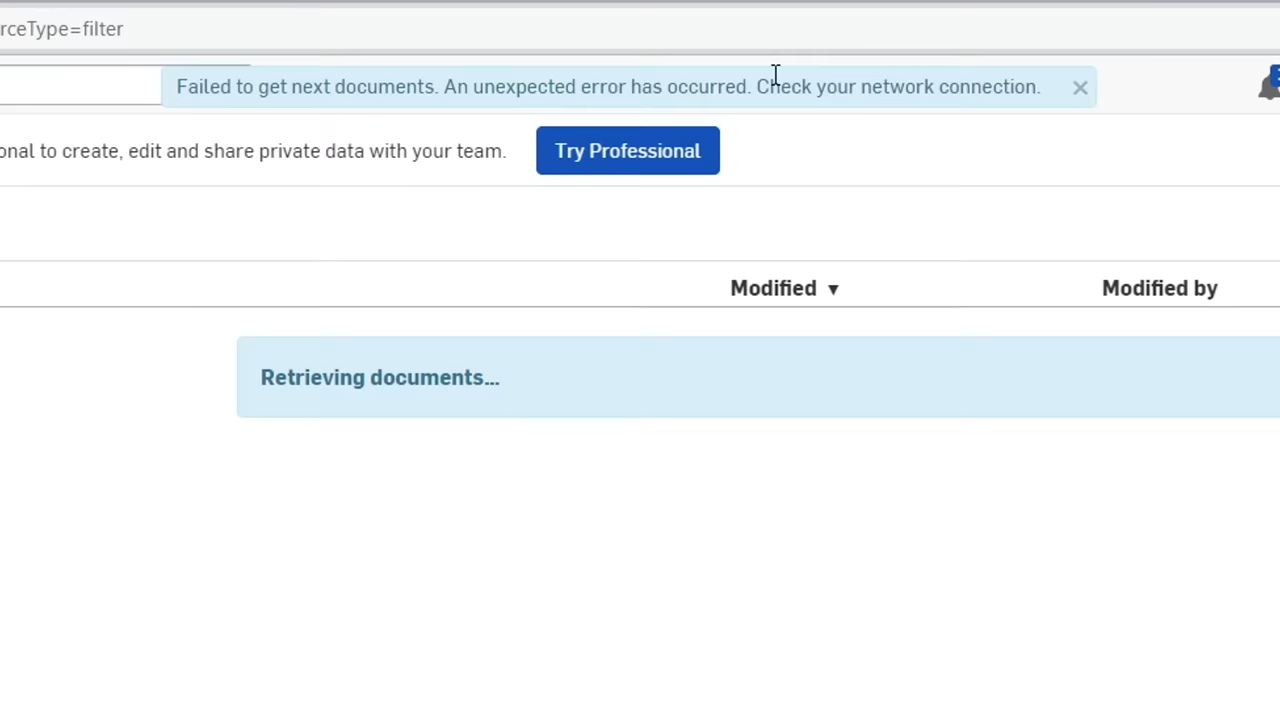 rceType=filter
Failed to get next documents. An unexpected error has occurred. Check your network connection. ×
onal to create, edit and share private data with your team. Try Professional
Modified ▼ Modified by
Retrieving documents...